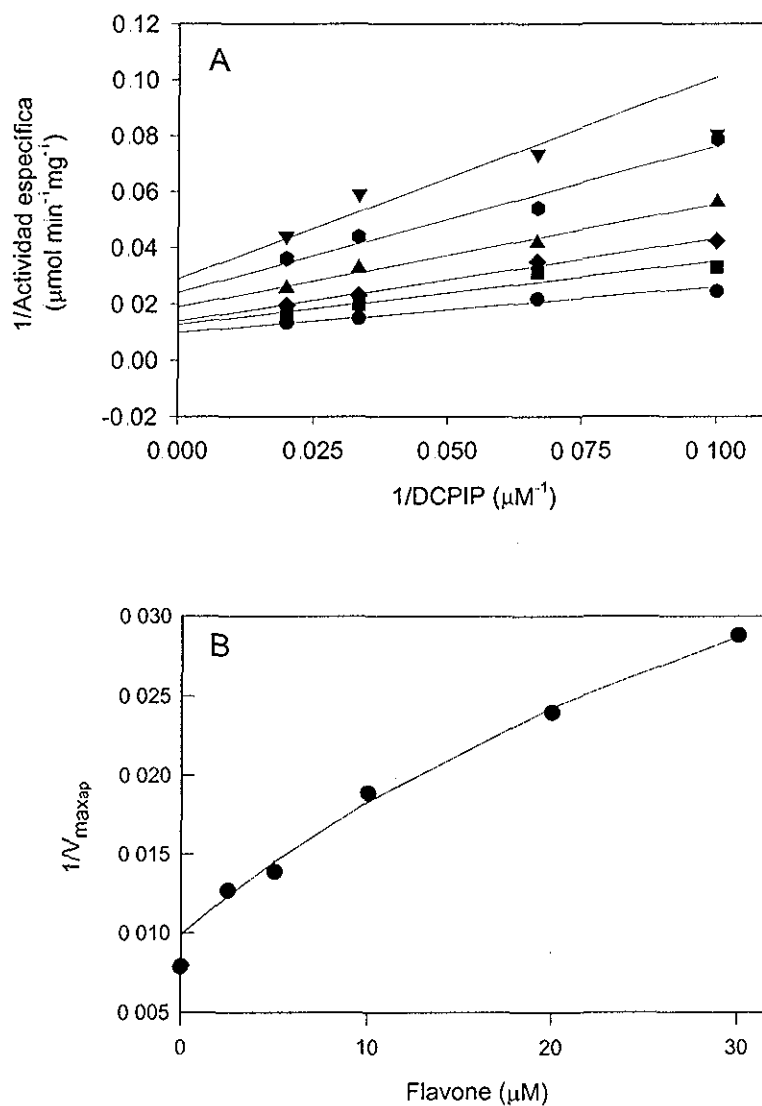 A
0.12
0.10
0.08
0.06
0.04
0.02
0.00
-0.02
1/Actividad específica
(µmol min⁻¹mg⁻¹)
0.000 0.025 0.050 0.075 0 100
1/DCPIP (µM⁻¹)
B
0 030
0.025
0 020
0.015
0 010
0 005
1/Vmaxap
0 10 20 30
Flavone (µM)